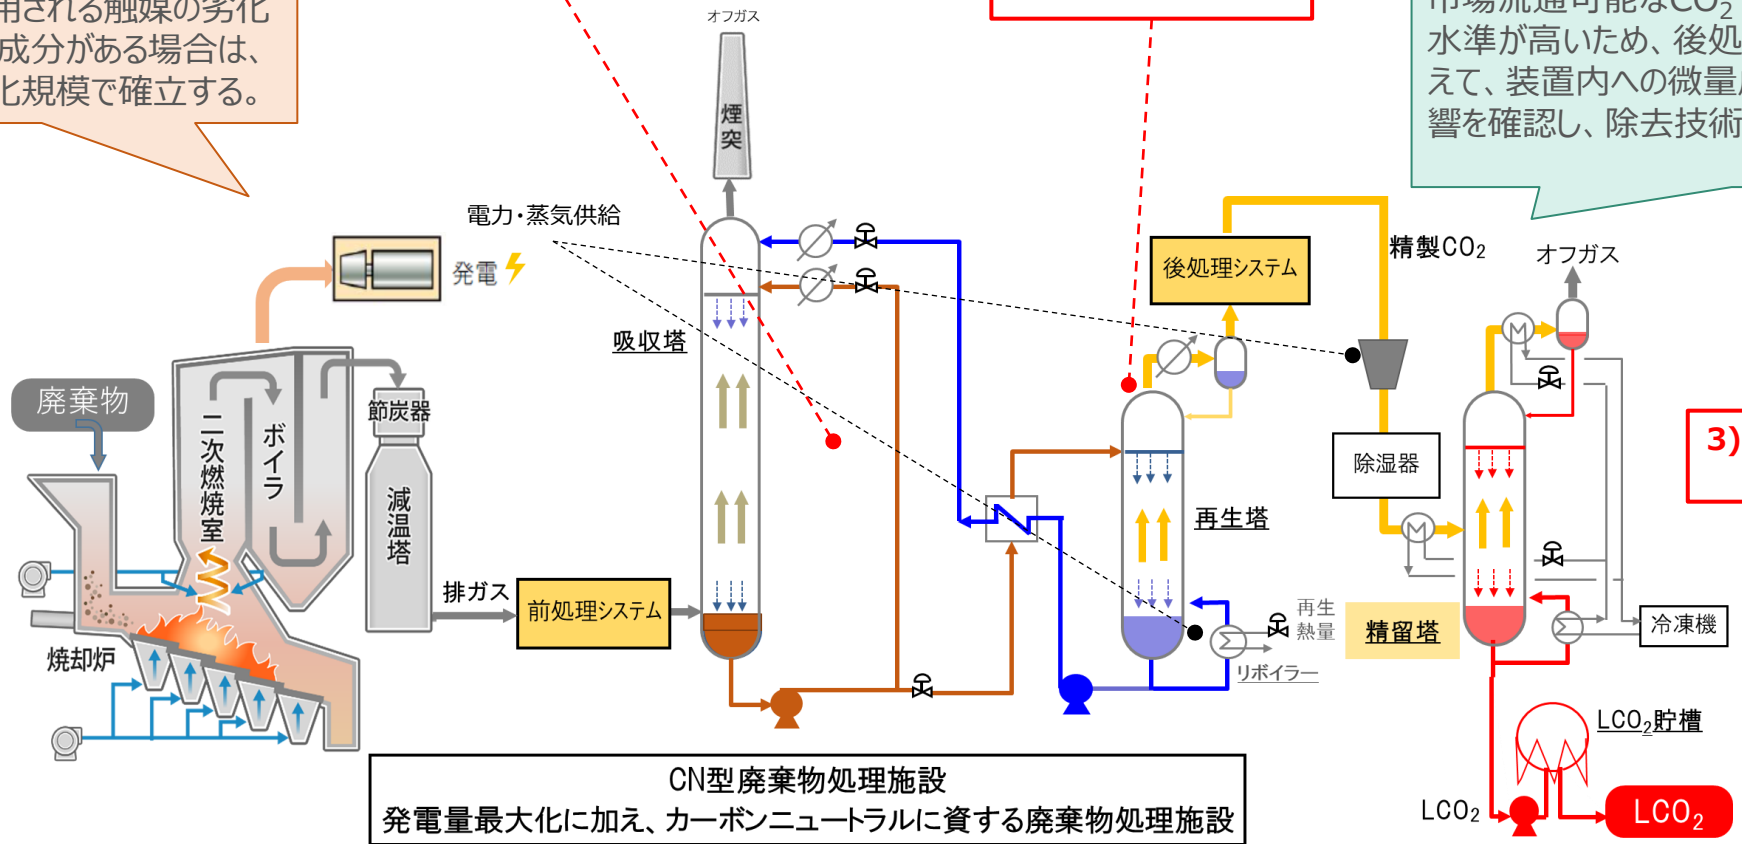 用される触媒の劣化
成分がある場合は、
化規模で確立する。
市場流通可能なCO₂
水準が高いため、後処
えて、装置内への微量
響を確認し、除去技術
オフガス
煙突
電力・蒸気供給
発電
吸収塔
後処理システム
精製CO₂
オフガス
廃棄物
二次燃焼室
ボイラ
節炭器
減温塔
除湿器
3)
再生塔
排ガス
前処理システム
焼却炉
再生
熱量
リボイラー
精留塔
冷凍機
LCO₂貯槽
LCO₂
LCO₂
CN型廃棄物処理施設
発電量最大化に加え、カーボンニュートラルに資する廃棄物処理施設